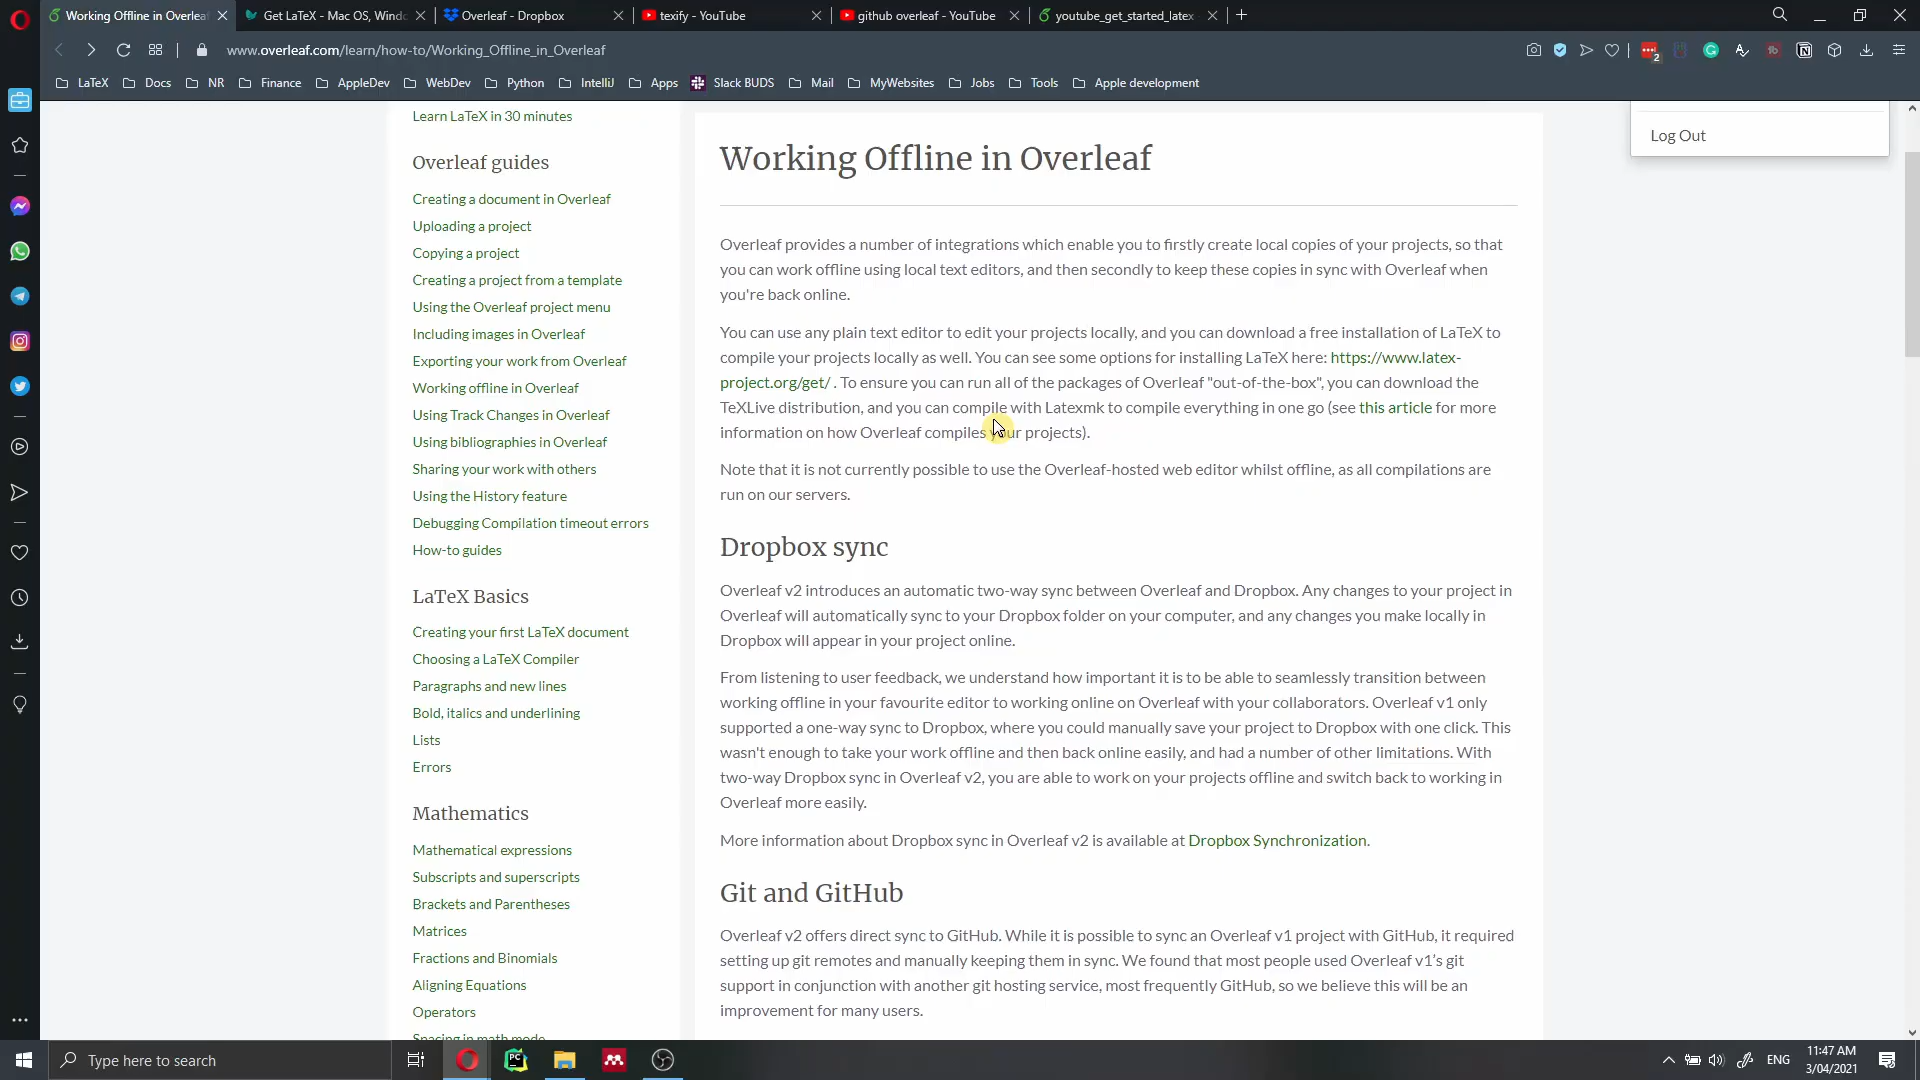 Working Offline in Overleaf
Get LaTeX - Mac OS, Windo
Overleaf - Dropbox
texify - YouTube
github overleaf - YouTube
youtube_get_started_latex
www.overleaf.com/learn/how-to/Working_Offline_in_Overleaf
2
LaTeX
Docs
NR
Finance
AppleDev
WebDev
Python
IntelliJ
Apps
Slack BUDS
Mail
MyWebsites
Jobs
Tools
Apple development
Log Out
Learn LaTeX in 30 minutes
Overleaf guides
Creating a document in Overleaf
Uploading a project
Copying a project
Creating a project from a template
Using the Overleaf project menu
Including images in Overleaf
Exporting your work from Overleaf
Working offline in Overleaf
Using Track Changes in Overleaf
Using bibliographies in Overleaf
Sharing your work with others
Using the History feature
Debugging Compilation timeout errors
How-to guides
LaTeX Basics
Creating your first LaTeX document
Choosing a LaTeX Compiler
Paragraphs and new lines
Bold, italics and underlining
Lists
Errors
Mathematics
Mathematical expressions
Subscripts and superscripts
Brackets and Parentheses
Matrices
Fractions and Binomials
Aligning Equations
Operators
Spacing in math mode
Working Offline in Overleaf
Overleaf provides a number of integrations which enable you to firstly create local copies of your projects, so that
you can work offline using local text editors, and then secondly to keep these copies in sync with Overleaf when
you're back online.
You can use any plain text editor to edit your projects locally, and you can download a free installation of LaTeX to
compile your projects locally as well. You can see some options for installing LaTeX here: https://www.latex-
project.org/get/ . To ensure you can run all of the packages of Overleaf "out-of-the-box", you can download the
TeXLive distribution, and you can compile with Latexmk to compile everything in one go (see this article for more
information on how Overleaf compiles your projects).
Note that it is not currently possible to use the Overleaf-hosted web editor whilst offline, as all compilations are
run on our servers.
Dropbox sync
Overleaf v2 introduces an automatic two-way sync between Overleaf and Dropbox. Any changes to your project in
Overleaf will automatically sync to your Dropbox folder on your computer, and any changes you make locally in
Dropbox will appear in your project online.
From listening to user feedback, we understand how important it is to be able to seamlessly transition between
working offline in your favourite editor to working online on Overleaf with your collaborators. Overleaf v1 only
supported a one-way sync to Dropbox, where you could manually save your project to Dropbox with one click. This
wasn't enough to take your work offline and then back online easily, and had a number of other limitations. With
two-way Dropbox sync in Overleaf v2, you are able to work on your projects offline and switch back to working in
Overleaf more easily.
More information about Dropbox sync in Overleaf v2 is available at Dropbox Synchronization.
Git and GitHub
Overleaf v2 offers direct sync to GitHub. While it is possible to sync an Overleaf v1 project with GitHub, it required
setting up git remotes and manually keeping them in sync. We found that most people used Overleaf v1’s git
support in conjunction with another git hosting service, most frequently GitHub, so we believe this will be an
improvement for many users.
Type here to search
PC
ENG
11:47 AM
3/04/2021